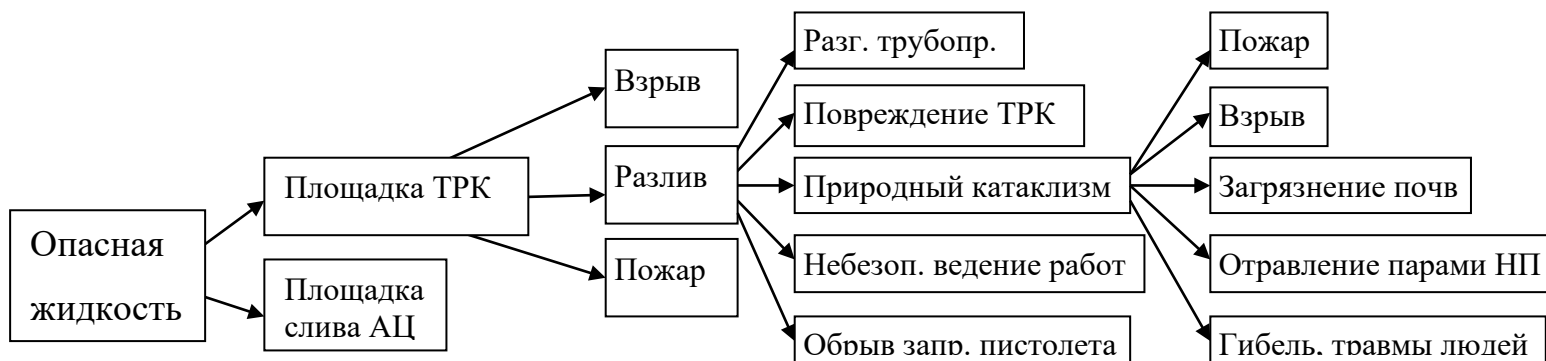 Опасная
жидкость
Площадка ТРК
Площадка
слива АЦ
Взрыв
Разлив
Пожар
Разг. трубопр.
Повреждение ТРК
Природный катаклизм
Небезоп. ведение работ
Обрыв запр. пистолета
Пожар
Взрыв
Загрязнение почв
Отравление парами НП
Гибель, травмы людей